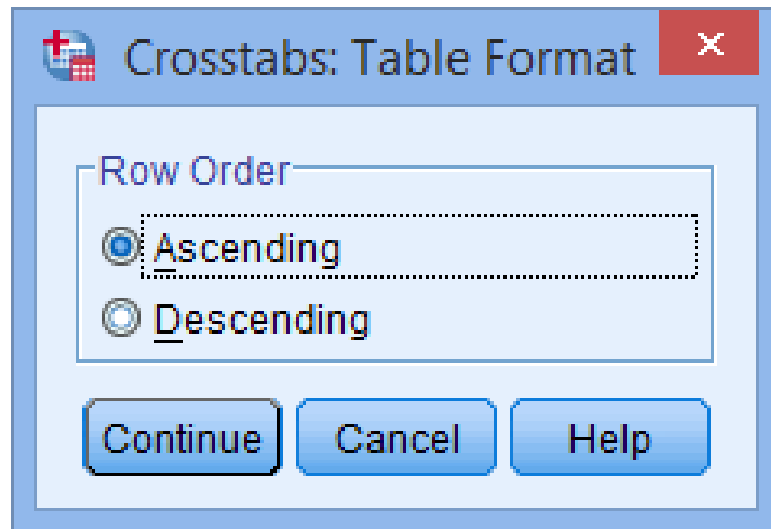 Crosstabs: Table Format
Row Order
Ascending
Descending
Continue Cancel Help